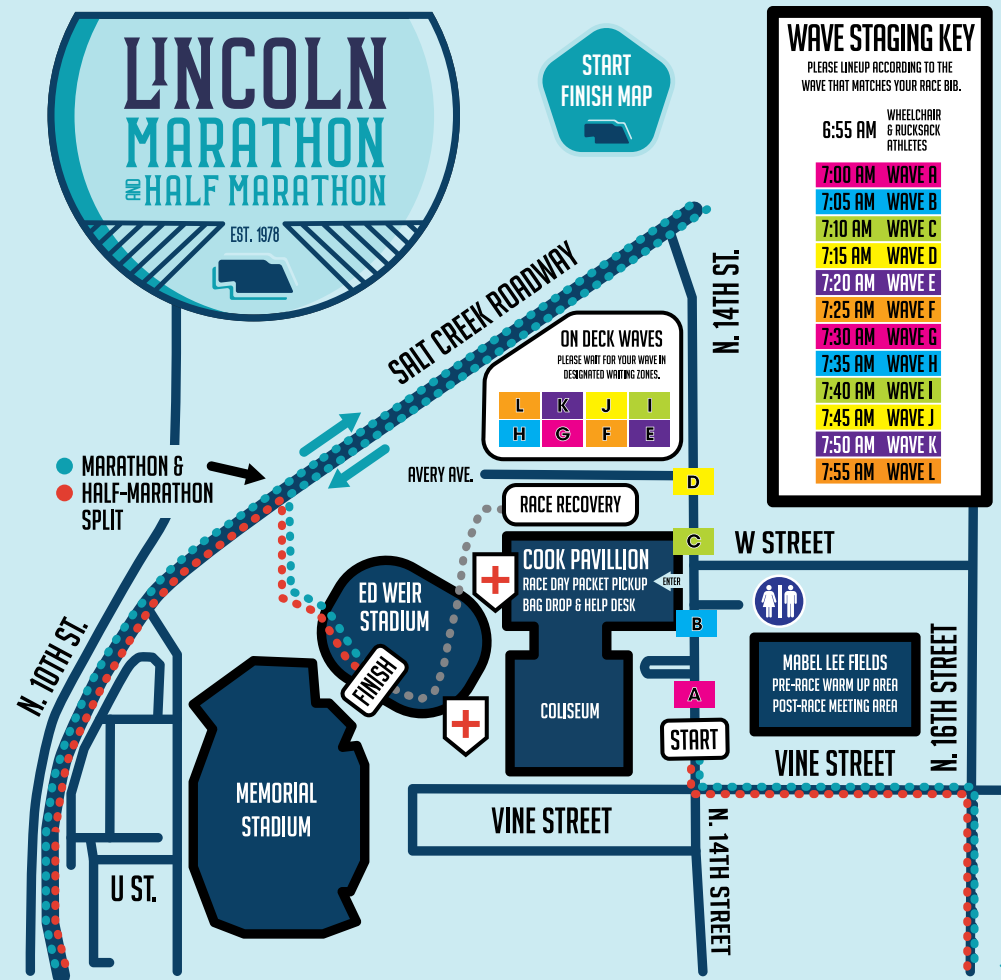 LINCOLN
MARATHON
AND HALF MARATHON
EST. 1978
START
FINISH MAP
WAVE STAGING KEY
PLEASE LINEUP ACCORDING TO THE
WAVE THAT MATCHES YOUR RACE BIB.
6:55 AM WHEELCHAIR
& RUCKSACK
ATHLETES
7:00 AM WAVE A
7:05 AM WAVE B
7:10 AM WAVE C
7:15 AM WAVE D
7:20 AM WAVE E
7:25 AM WAVE F
7:30 AM WAVE G
7:35 AM WAVE H
7:40 AM WAVE I
7:45 AM WAVE J
7:50 AM WAVE K
7:55 AM WAVE L
SALT CREEK ROADWAY
N. 14TH ST.
ON DECK WAVES
PLEASE WAIT FOR YOUR WAVE IN
DESIGNATED WAITING ZONES.
L K J I
H G F E
MARATHON &
HALF-MARATHON
SPLIT
AVERY AVE.
D
RACE RECOVERY
C
W STREET
COOK PAVILLION
RACE DAY PACKET PICKUP
BAG DROP & HELP DESK
ENTER
ED WEIR
STADIUM
B
N. 10TH ST.
FINISH
A
MABEL LEE FIELDS
PRE-RACE WARM UP AREA
POST-RACE MEETING AREA
N. 16TH STREET
COLISEUM
START
VINE STREET
MEMORIAL
STADIUM
VINE STREET
N. 14TH STREET
U ST.